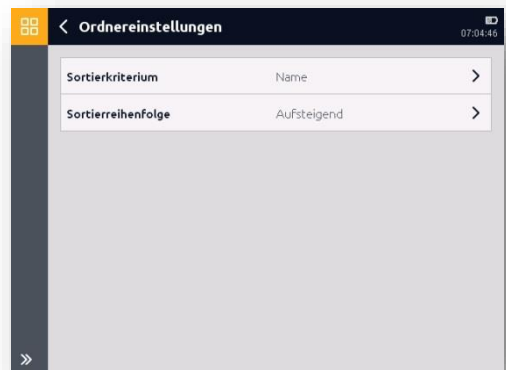 Ordnereinstellungen
07:04:46
Sortierkriterium Name
Sortierreihenfolge Aufsteigend